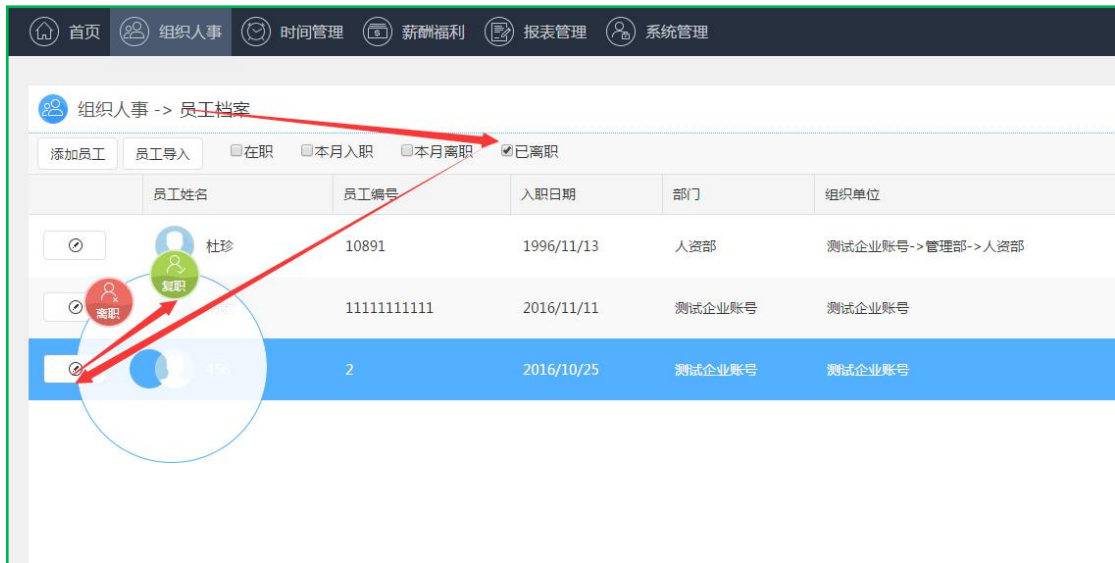 首页 组织人事 时间管理 薪酬福利 报表管理 系统管理
组织人事 -> 员工档案
添加员工 员工导入 在职 本月入职 本月离职 已离职
员工姓名 员工编号 入职日期 部门 组织单位
杜珍 10891 1996/11/13 人资部 测试企业账号->管理部->人资部
复职
离职 11111111111 2016/11/11 测试企业账号 测试企业账号
456 2 2016/10/25 测试企业账号 测试企业账号